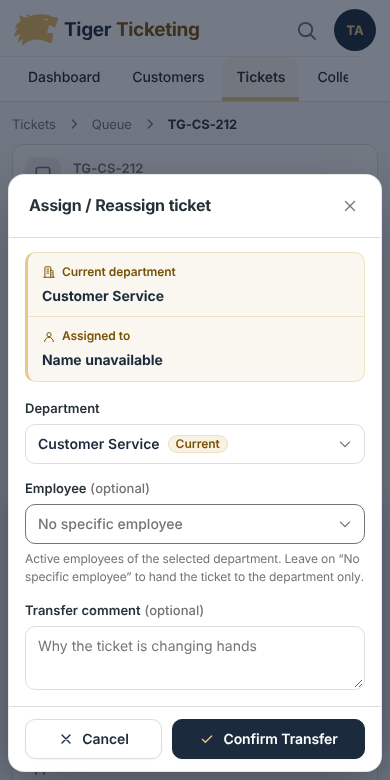 Tiger Ticketing
TA
Dashboard
Customers
Tickets
Colle
Tickets > Queue > TG-CS-212
TG-CS-212
Assign / Reassign ticket
Current department
Customer Service
Assigned to
Name unavailable
Department
Customer Service Current
Employee (optional)
No specific employee
Active employees of the selected department. Leave on “No
specific employee” to hand the ticket to the department only.
Transfer comment (optional)
Why the ticket is changing hands
Cancel
Confirm Transfer